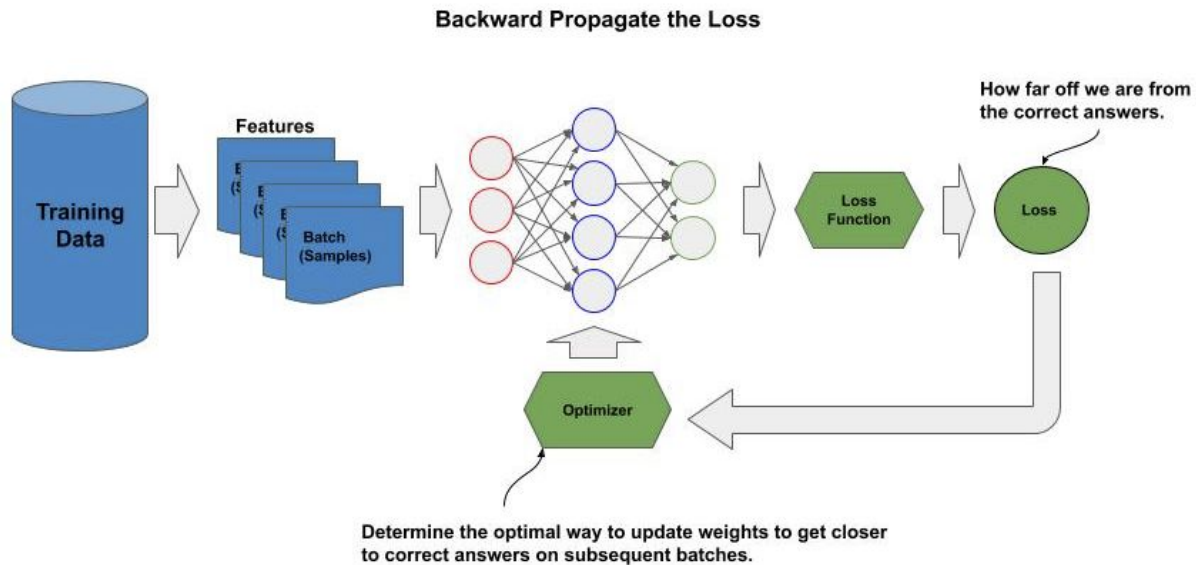 Backward Propagate the Loss
How far off we are from
the correct answers.
Features
Training
Data
Batch
(Samples)
Loss
Function
Loss
Optimizer
Determine the optimal way to update weights to get closer
to correct answers on subsequent batches.